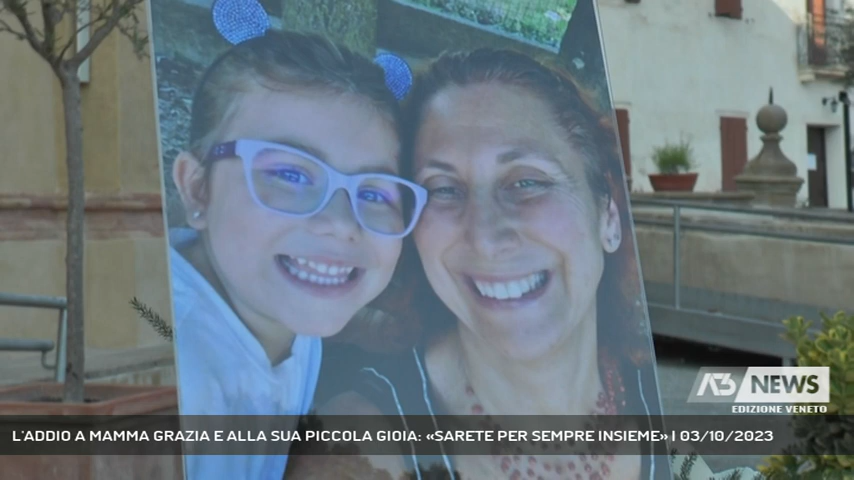 A3 NEWS
EDIZIONE VENETO
L'ADDIO A MAMMA GRAZIA E ALLA SUA PICCOLA GIOIA: «SARETE PER SEMPRE INSIEME» | 03/10/2023